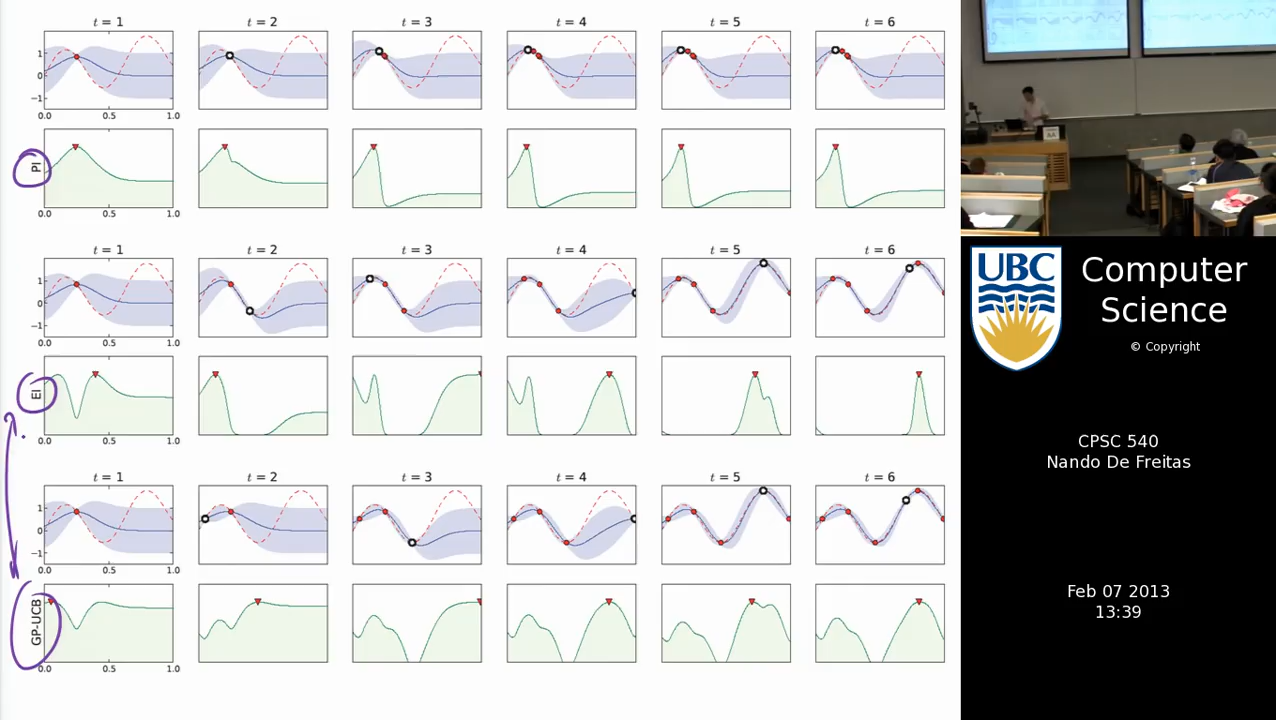 t = 1 t = 2 t = 3 t = 4 t = 5 t = 6
1
0
−1
0.0 0.5 1.0
PI
0.0 0.5 1.0
t = 1 t = 2 t = 3 t = 4 t = 5 t = 6
1
0
−1
0.0 0.5 1.0
EI
0.0 0.5 1.0
t = 1 t = 2 t = 3 t = 4 t = 5 t = 6
1
0
−1
0.0 0.5 1.0
GP-UCB
0.0 0.5 1.0
UBC
Computer
Science
© Copyright
CPSC 540
Nando De Freitas
Feb 07 2013
13:39